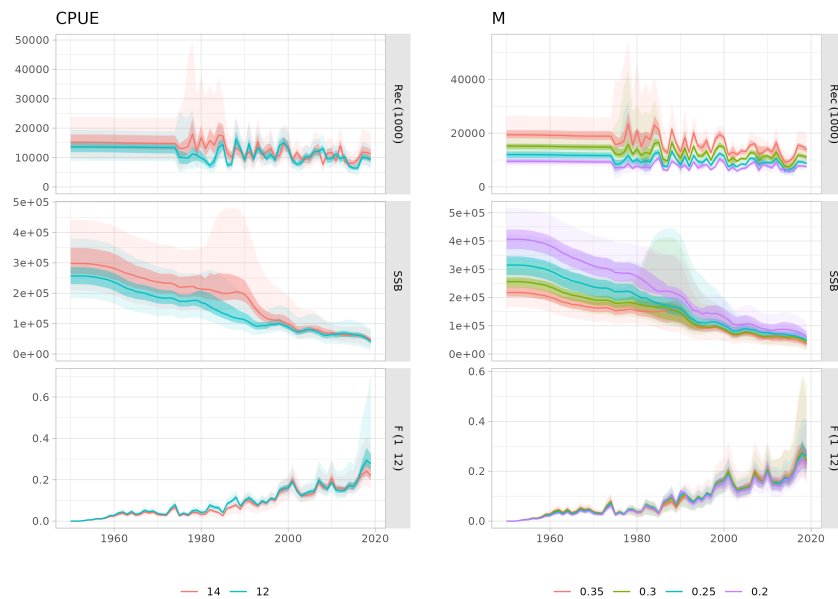 CPUE
50000
40000
30000
20000
10000
0
Rec (1000)
5e+05
4e+05
3e+05
2e+05
1e+05
0e+00
SSB
0.6
0.4
0.2
0.0
F (1 12)
1960
1980
2000
2020
14
12
M
40000
20000
0
Rec (1000)
5e+05
4e+05
3e+05
2e+05
1e+05
0e+00
SSB
0.6
0.4
0.2
0.0
F (1 12)
1960
1980
2000
2020
0.35
0.3
0.25
0.2